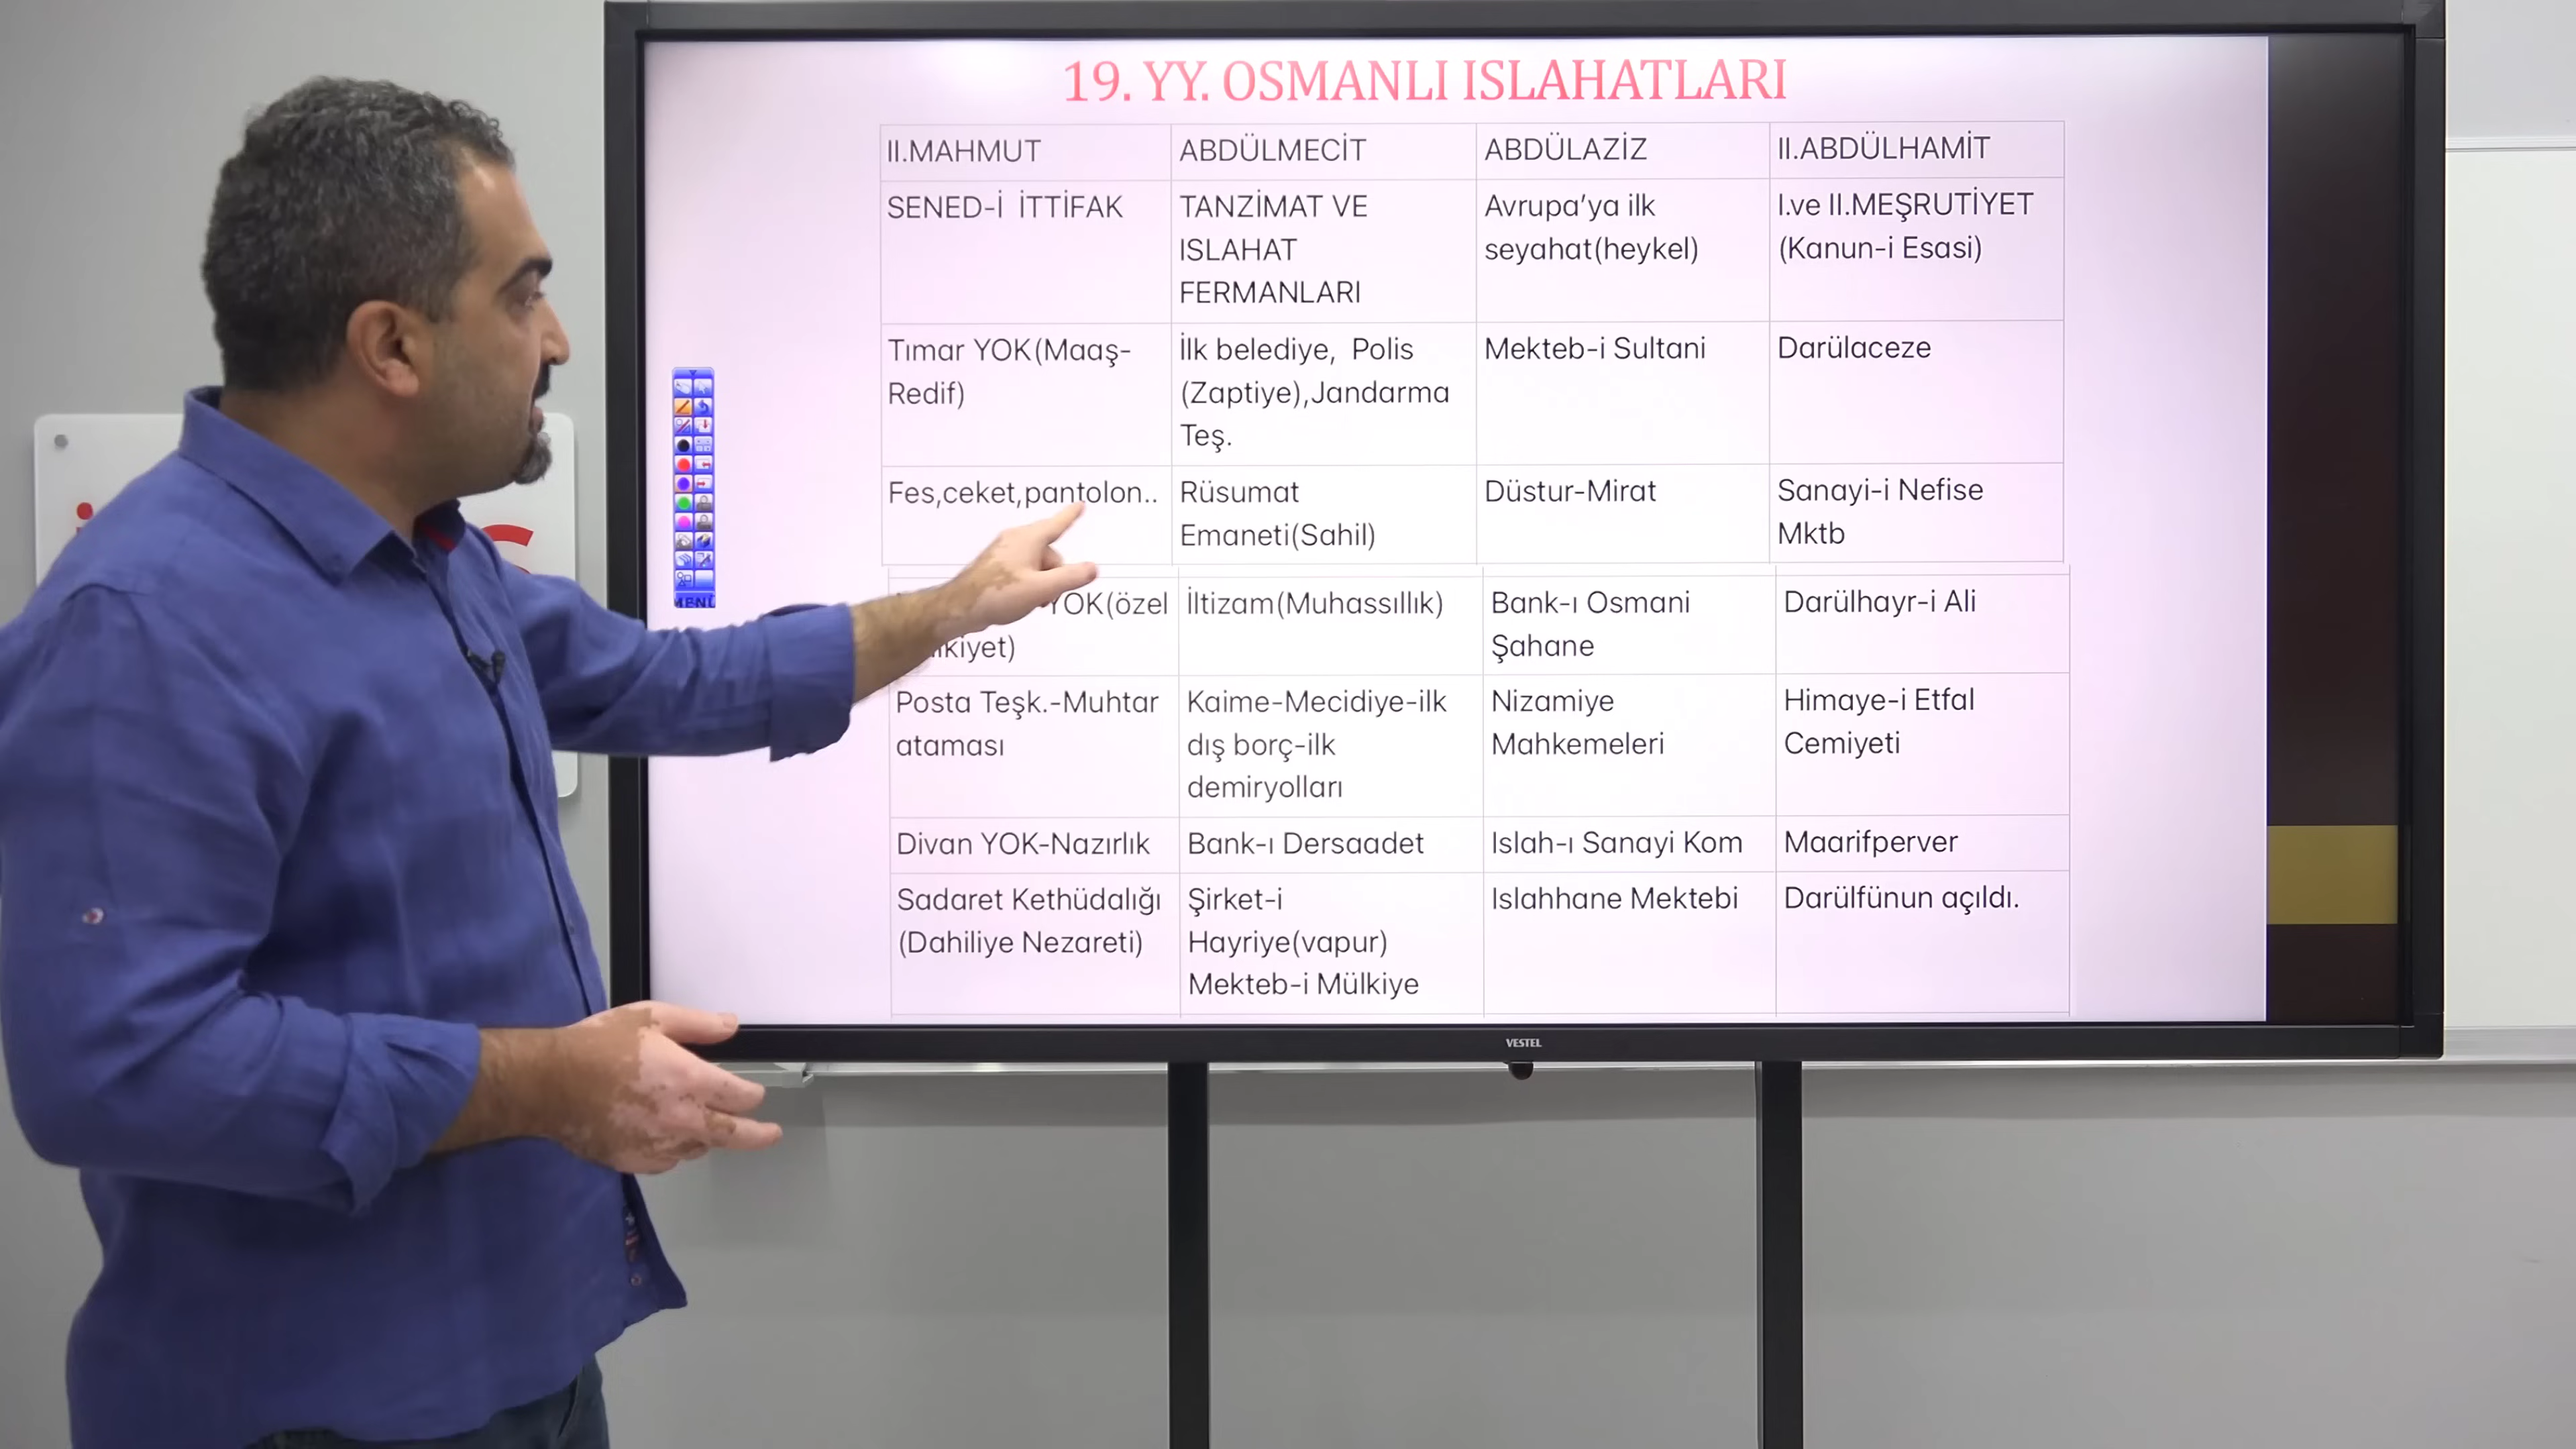 19. YY. OSMANLI ISLAHATLARI
II.MAHMUT
ABDÜLMECİT
ABDÜLAZİZ
II.ABDÜLHAMİT
SENED-İ İTTİFAK
TANZİMAT VE
ISLAHAT
FERMANLARI
Avrupa'ya ilk
seyahat(heykel)
I.ve II.MEŞRUTİYET
(Kanun-i Esasi)
Tımar YOK(Maaş-
Redif)
İlk belediye, Polis
(Zaptiye),Jandarma
Teş.
Mekteb-i Sultani
Darülaceze
Fes,ceket,pantolon..
Rüsumat
Emaneti(Sahil)
Düstur-Mirat
Sanayi-i Nefise
Mktb
YOK(özel
İltizam(Muhassıllık)
Bank-ı Osmani
Şahane
Darülhayr-i Ali
Posta Teşk.-Muhtar
ataması
Kaime-Mecidiye-ilk
dış borç-ilk
demiryolları
Nizamiye
Mahkemeleri
Himaye-i Etfal
Cemiyeti
Divan YOK-Nazırlık
Bank-ı Dersaadet
Islah-ı Sanayi Kom
Maarifperver
Sadaret Kethüdalığı
(Dahiliye Nezareti)
Şirket-i
Hayriye(vapur)
Mekteb-i Mülkiye
Islahhane Mektebi
Darülfünun açıldı.
MENU
VESTEL